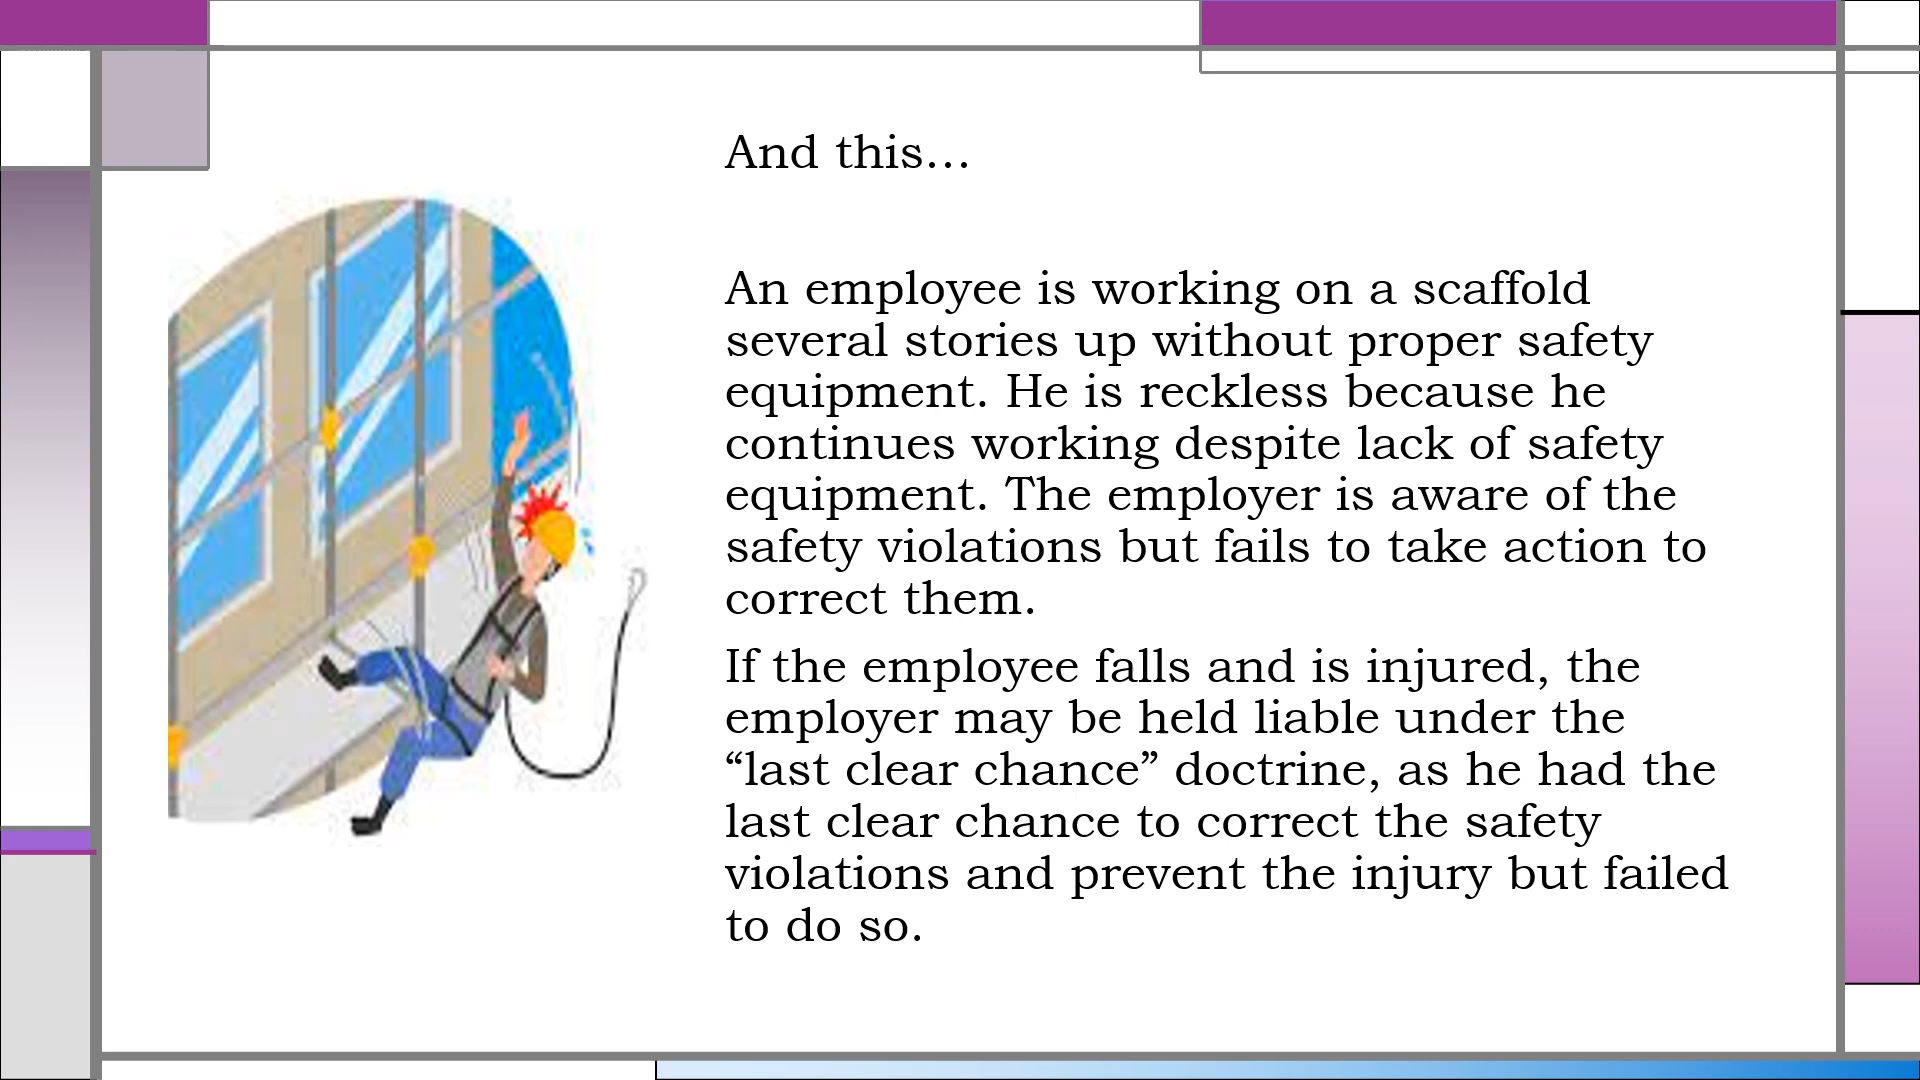 And this…
An employee is working on a scaffold
several stories up without proper safety
equipment. He is reckless because he
continues working despite lack of safety
equipment. The employer is aware of the
safety violations but fails to take action to
correct them.
If the employee falls and is injured, the
employer may be held liable under the
“last clear chance” doctrine, as he had the
last clear chance to correct the safety
violations and prevent the injury but failed
to do so.